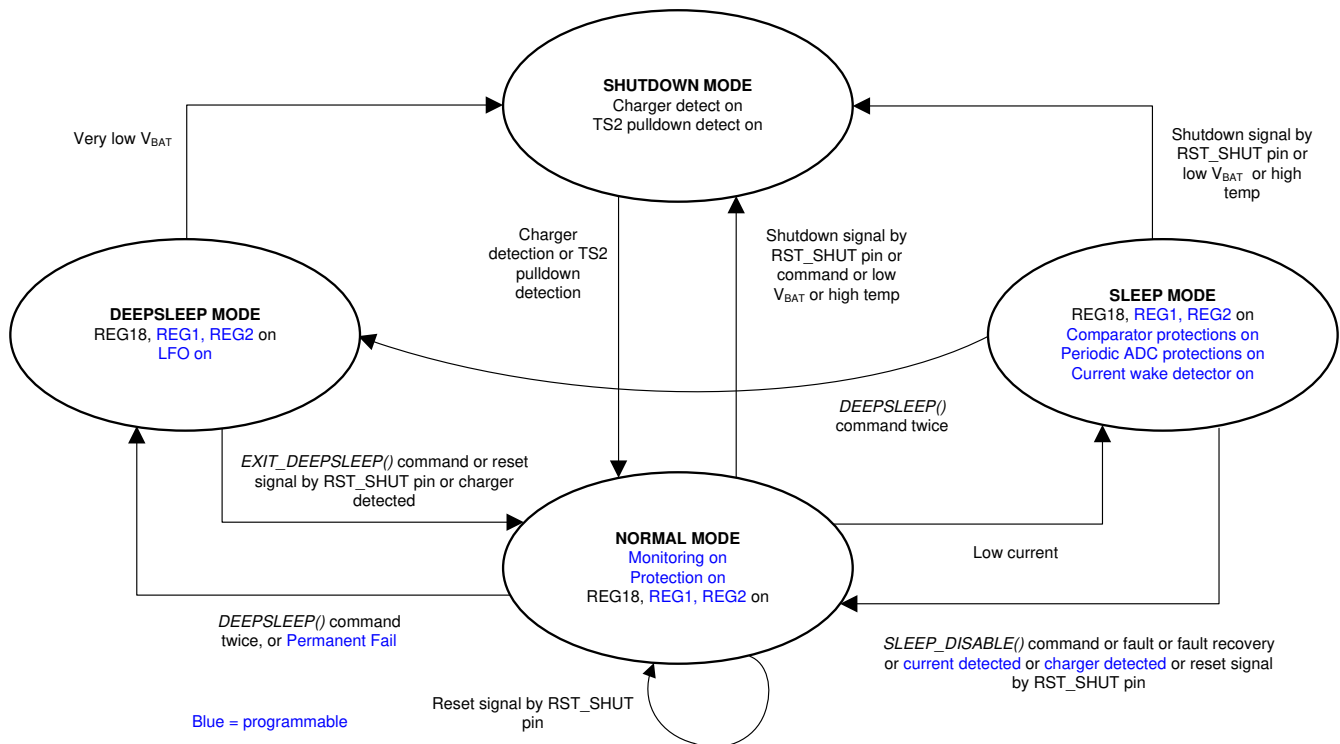 SHUTDOWN MODE
Charger detect on
TS2 pulldown detect on
Very low VBAT
Shutdown signal by
RST_SHUT pin or
low VBAT or high
temp
Charger
detection or TS2
pulldown
detection
Shutdown signal by
RST_SHUT pin or
command or low
VBAT or high temp
DEEPSLEEP MODE
REG18, REG1, REG2 on
LFO on
SLEEP MODE
REG18, REG1, REG2 on
Comparator protections on
Periodic ADC protections on
Current wake detector on
DEEPSLEEP()
command twice
EXIT_DEEPSLEEP() command or reset
signal by RST_SHUT pin or charger
detected
NORMAL MODE
Monitoring on
Protection on
REG18, REG1, REG2 on
Low current
DEEPSLEEP() command
twice, or Permanent Fail
SLEEP_DISABLE() command or fault or fault recovery
or current detected or charger detected or reset signal
by RST_SHUT pin
Reset signal by RST_SHUT
pin
Blue = programmable